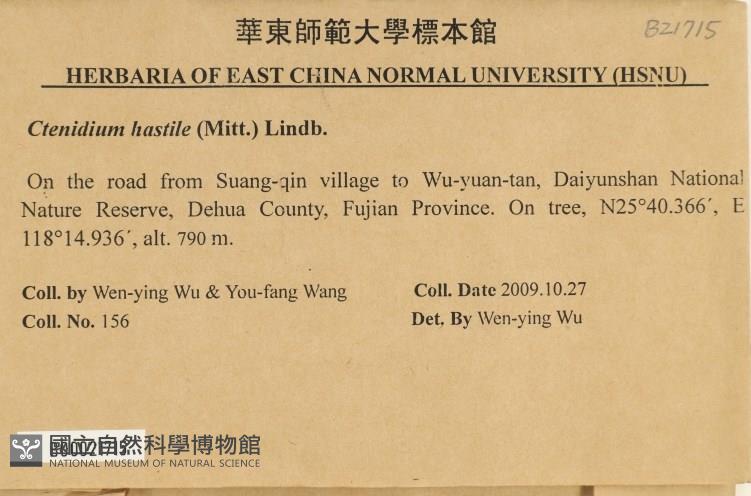 華東師範大學標本館
B21715
HERBARIA OF EAST CHINA NORMAL UNIVERSITY (HSNU)
Ctenidium hastile (Mitt.) Lindb.
On the road from Suang-qin village to Wu-yuan-tan, Daiyunshan National
Nature Reserve, Dehua County, Fujian Province. On tree, N25°40.366´, E
118°14.936´, alt. 790 m.
Coll. by Wen-ying Wu & You-fang Wang
Coll. Date 2009.10.27
Coll. No. 156
Det. By Wen-ying Wu
國立自然科學博物館
NATIONAL MUSEUM OF NATURAL SCIENCE